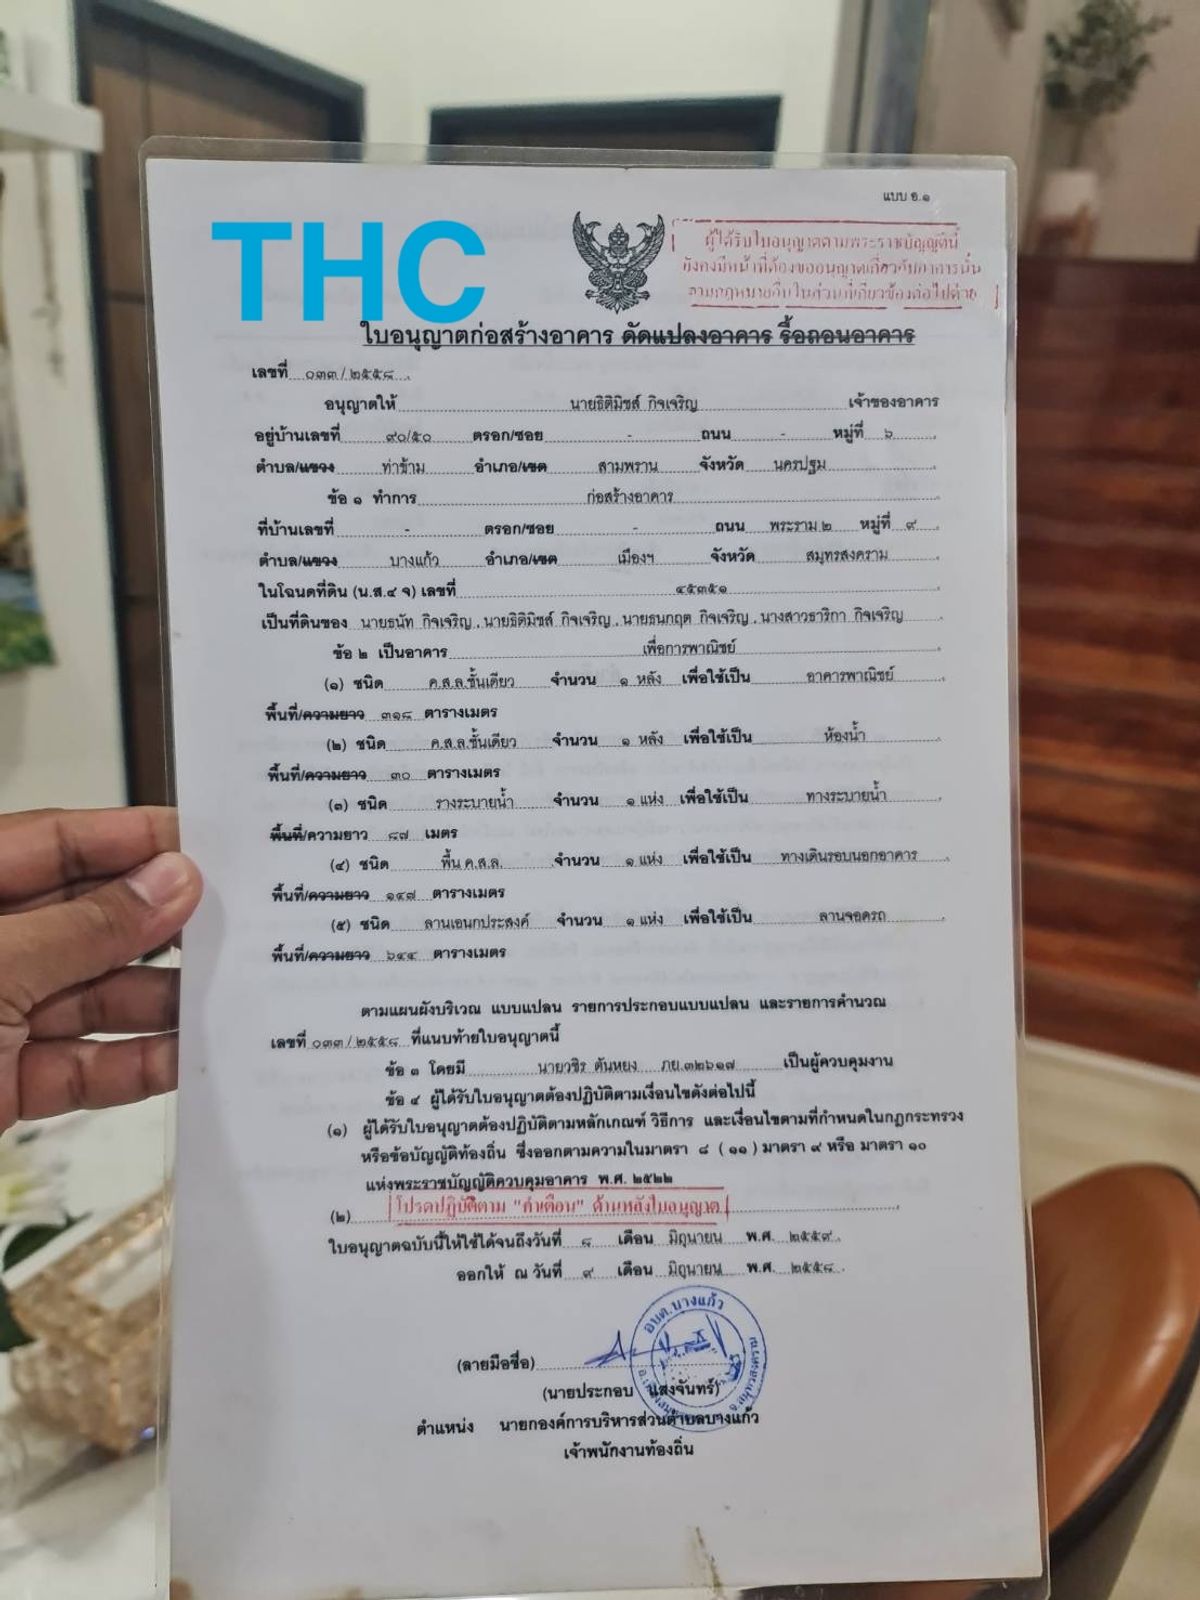 แบบ อ.๑
THC
ผู้ได้รับใบอนุญาตตามพระราชบัญญัตินี้
ยังคงมีหน้าที่ต้องขออนุญาตเกี่ยวกับอาคารนั้น
ตามกฎหมายอื่นในส่วนที่เกี่ยวข้องต่อไปด้วย
ใบอนุญาตก่อสร้างอาคาร ดัดแปลงอาคาร รื้อถอนอาคาร
เลขที่ ๐๓๓/๒๕๕๘
อนุญาตให้ นายธิติมิชส์ กิจเจริญ เจ้าของอาคาร
อยู่บ้านเลขที่ ๙๐/๕๐ ตรอก/ซอย - ถนน - หมู่ที่ ๖
ตำบล/แขวง ท่าข้าม อำเภอ/เขต สามพราน จังหวัด นครปฐม
ข้อ ๑ ทำการ ก่อสร้างอาคาร
ที่บ้านเลขที่ - ตรอก/ซอย - ถนน พระราม ๒ หมู่ที่ ๙
ตำบล/แขวง บางแก้ว อำเภอ/เขต เมืองฯ จังหวัด สมุทรสงคราม
ในโฉนดที่ดิน (น.ส.๔ จ) เลขที่ ๔๕๓๕๑
เป็นที่ดินของ นายธนัท กิจเจริญ, นายธิติมิชส์ กิจเจริญ, นายธนกฤต กิจเจริญ, นางสาวธาริกา กิจเจริญ
ข้อ ๒ เป็นอาคาร เพื่อการพาณิชย์
(๑) ชนิด ค.ส.ล.ชั้นเดียว จำนวน ๑ หลัง เพื่อใช้เป็น อาคารพาณิชย์
พื้นที่/ความยาว ๓๑๘ ตารางเมตร
(๒) ชนิด ค.ส.ล.ชั้นเดียว จำนวน ๑ หลัง เพื่อใช้เป็น ห้องน้ำ
พื้นที่/ความยาว ๓๐ ตารางเมตร
(๓) ชนิด รางระบายน้ำ จำนวน ๑ แห่ง เพื่อใช้เป็น ทางระบายน้ำ
พื้นที่/ความยาว ๘๗ เมตร
(๔) ชนิด พื้น ค.ส.ล. จำนวน ๑ แห่ง เพื่อใช้เป็น ทางเดินรอบนอกอาคาร
พื้นที่/ความยาว ๑๔๗ ตารางเมตร
(๕) ชนิด ลานเอนกประสงค์ จำนวน ๑ แห่ง เพื่อใช้เป็น ลานจอดรถ
พื้นที่/ความยาว ๖๔๔ ตารางเมตร
ตามแผนผังบริเวณ แบบแปลน รายการประกอบแบบแปลน และรายการคำนวณ
เลขที่ ๐๓๓/๒๕๕๘ ที่แนบท้ายใบอนุญาตนี้
ข้อ ๓ โดยมี นายวชิร ตันหยง ภย.๓๒๖๑๗ เป็นผู้ควบคุมงาน
ข้อ ๔ ผู้ได้รับใบอนุญาตต้องปฏิบัติตามเงื่อนไขดังต่อไปนี้
(๑) ผู้ได้รับใบอนุญาตต้องปฏิบัติตามหลักเกณฑ์ วิธีการ และเงื่อนไขตามที่กำหนดในกฎกระทรวง
หรือข้อบัญญัติท้องถิ่น ซึ่งออกตามความในมาตรา ๘ (๑๑) มาตรา ๙ หรือ มาตรา ๑๐
แห่งพระราชบัญญัติควบคุมอาคาร พ.ศ. ๒๕๒๒
(๒) โปรดปฏิบัติตาม "คำเตือน" ด้านหลังใบอนุญาต
ใบอนุญาตฉบับนี้ให้ใช้ได้จนถึงวันที่ ๘ เดือน มิถุนายน พ.ศ. ๒๕๕๙
ออกให้ ณ วันที่ ๙ เดือน มิถุนายน พ.ศ. ๒๕๕๘
อบต.บางแก้ว
จ.สมุทรสงคราม
(ลายมือชื่อ)
(นายประกอบ แสงจันทร์)
ตำแหน่ง นายกองค์การบริหารส่วนตำบลบางแก้ว
เจ้าพนักงานท้องถิ่น